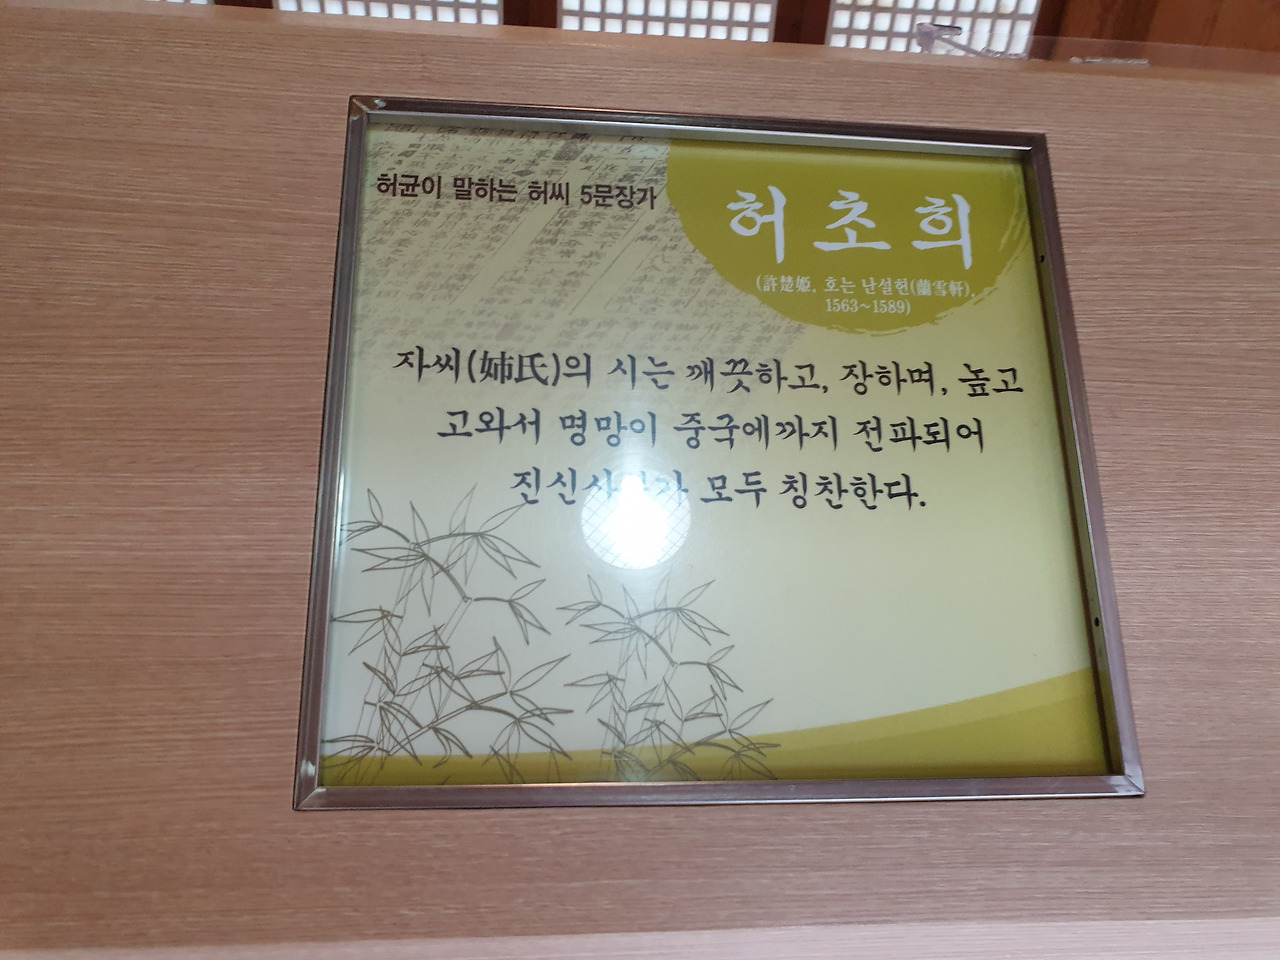 허균이 말하는 허씨 5문장가
허초희
(許楚姬, 호는 난설헌(蘭雪軒),
1563~1589)
자씨(姉氏)의 시는 깨끗하고, 장하며, 높고
고와서 명망이 중국에까지 전파되어
모두 칭찬한다.